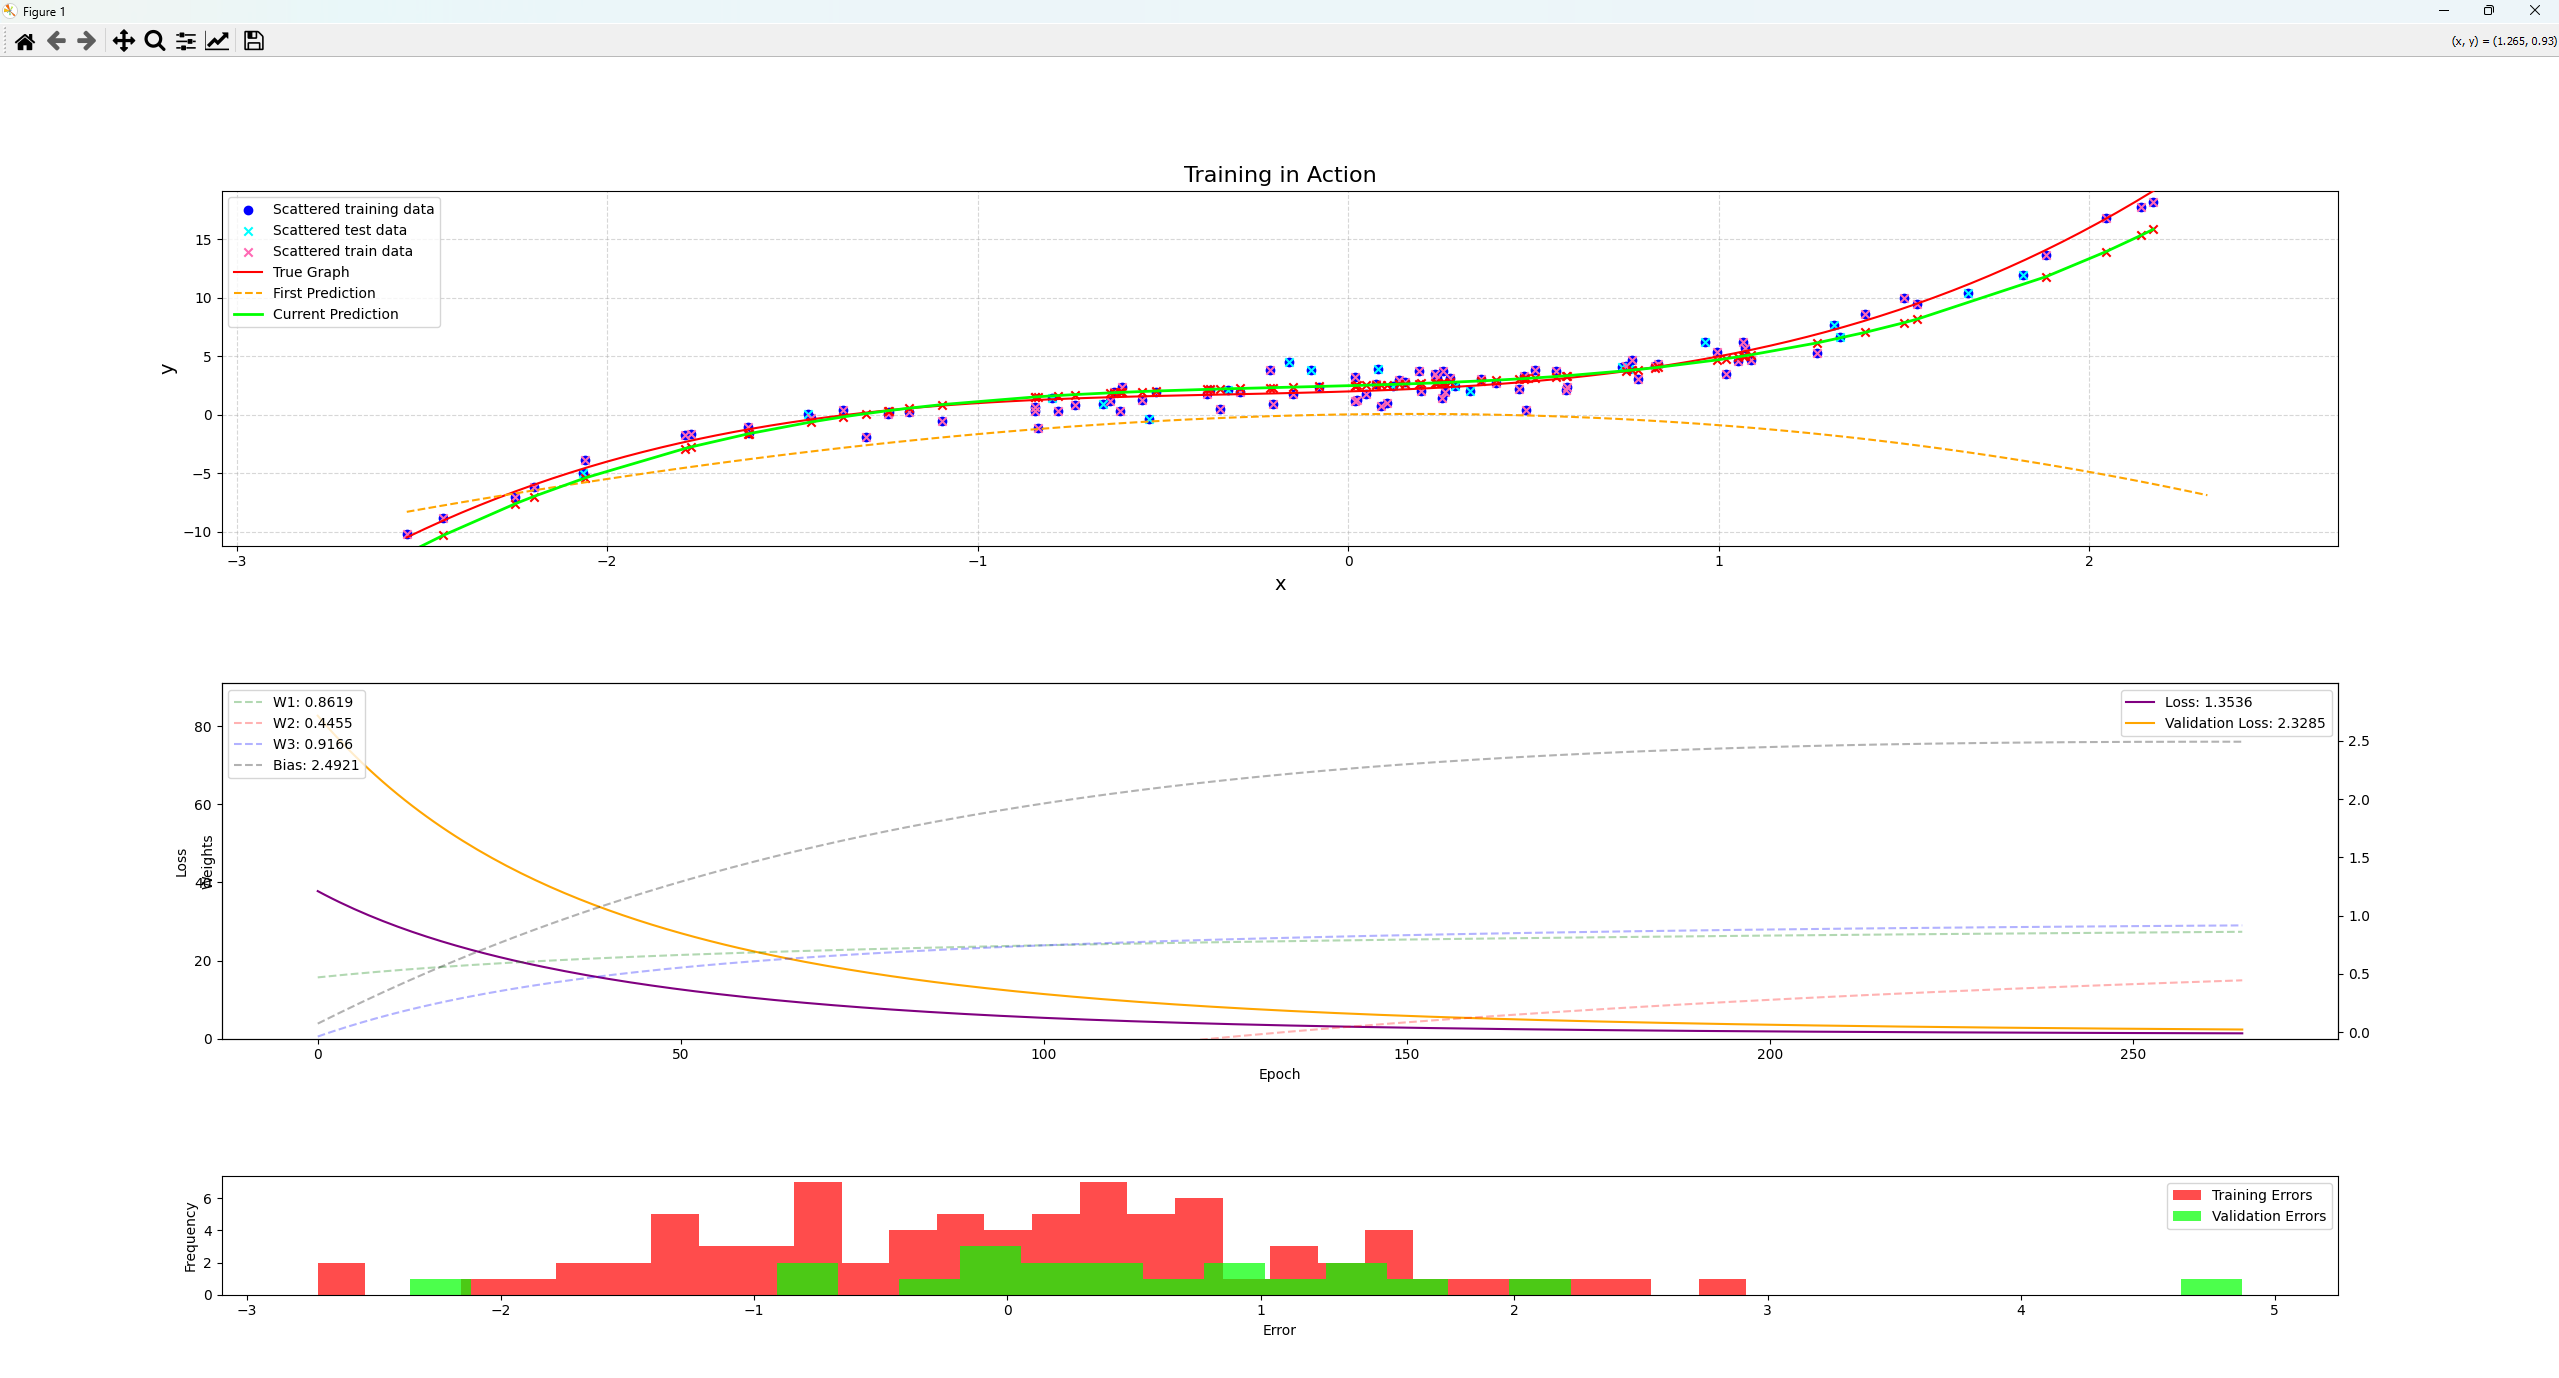 Figure 1
(x, y) = (1.265, 0.93)
Training in Action
Scattered training data
Scattered test data
Scattered train data
True Graph
First Prediction
Current Prediction
15
10
5
0
−5
−10
y
−3 −2 −1 0 1 2
x
W1: 0.8619
W2: 0.4455
W3: 0.9166
Bias: 2.4921
Loss: 1.3536
Validation Loss: 2.3285
80
60
40
20
0
Loss
Weights
2.5
2.0
1.5
1.0
0.5
0.0
0 50 100 150 200 250
Epoch
Training Errors
Validation Errors
6
4
2
0
Frequency
−3 −2 −1 0 1 2 3 4 5
Error